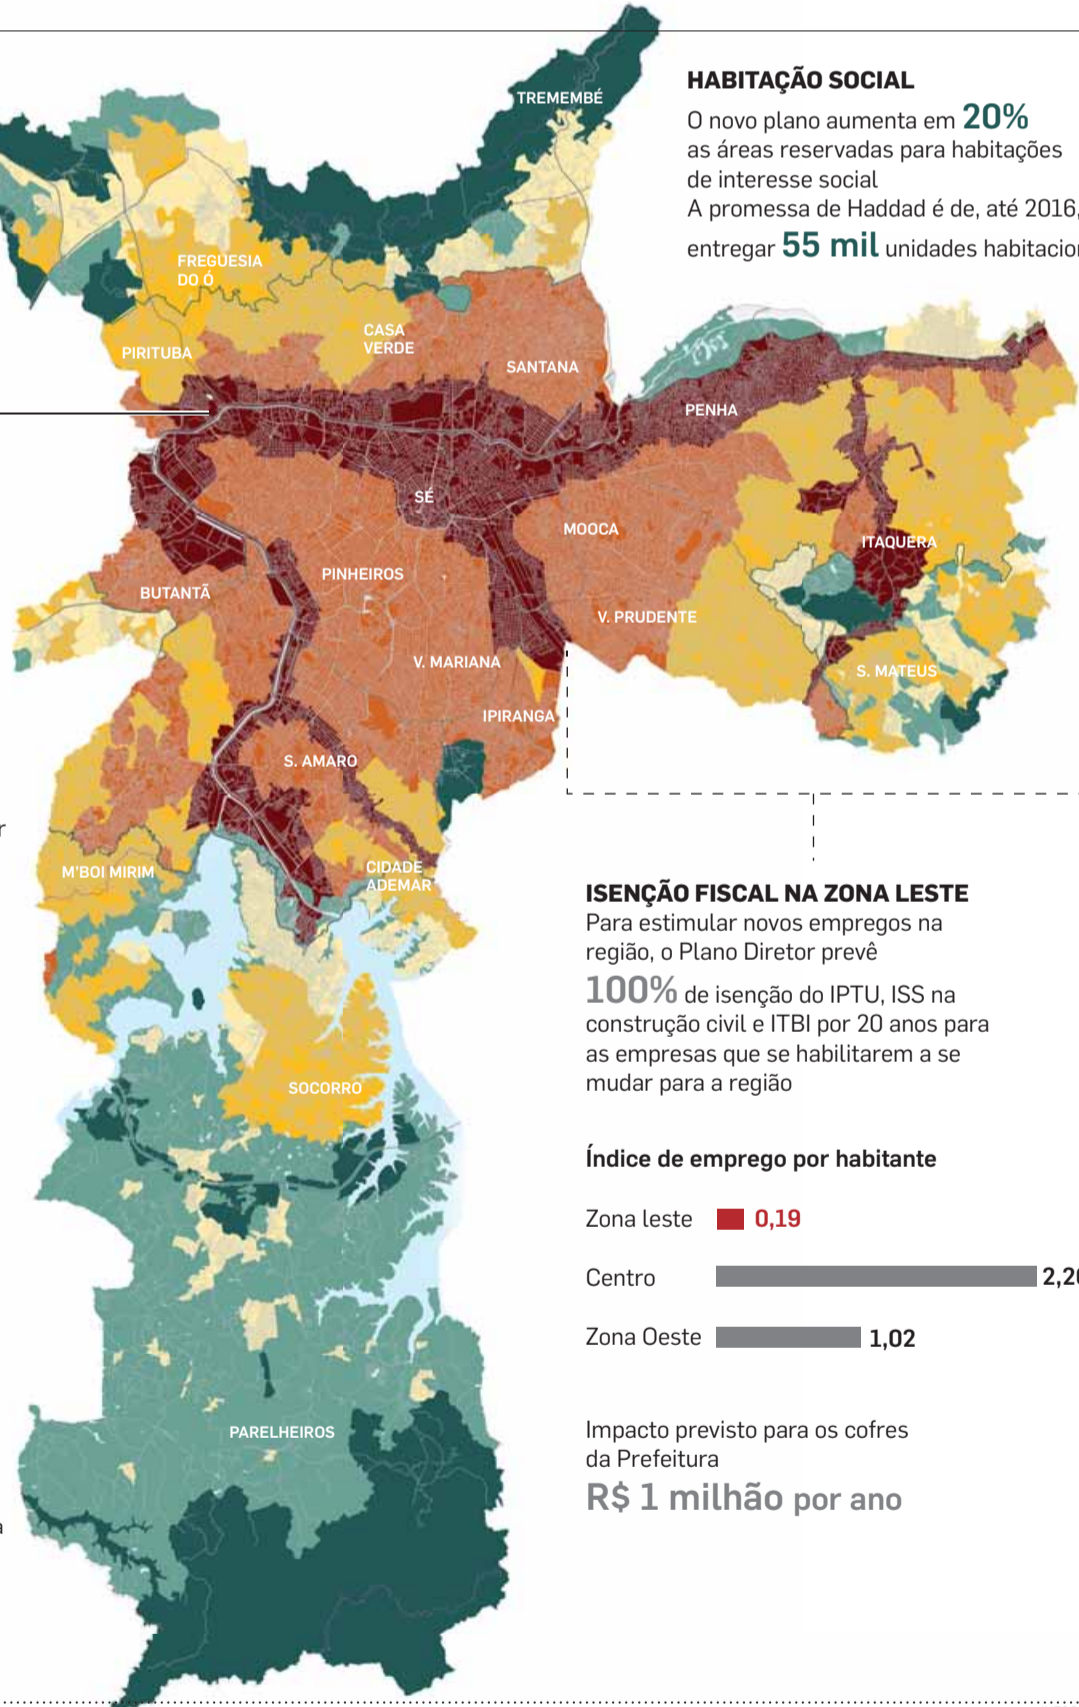 HABITAÇÃO SOCIAL
O novo plano aumenta em 20%
as áreas reservadas para habitações
de interesse social
A promessa de Haddad é de, até 2016,
entregar 55 mil unidades habitacion
TREMEMBÉ
FREGUESIA
DO Ó
PIRITUBA
CASA
VERDE
SANTANA
PENHA
SÉ
MOOCA
ITAQUERA
PINHEIROS
BUTANTÃ
V. PRUDENTE
V. MARIANA
S. MATEUS
IPIRANGA
S. AMARO
r
M'BOI MIRIM
CIDADE
ADEMAR
SOCORRO
PARELHEIROS
a
ISENÇÃO FISCAL NA ZONA LESTE
Para estimular novos empregos na
região, o Plano Diretor prevê
100% de isenção do IPTU, ISS na
construção civil e ITBI por 20 anos para
as empresas que se habilitarem a se
mudar para a região
Índice de emprego por habitante
Zona leste 0,19
Centro 2,2
Zona Oeste 1,02
Impacto previsto para os cofres
da Prefeitura
R$ 1 milhão por ano